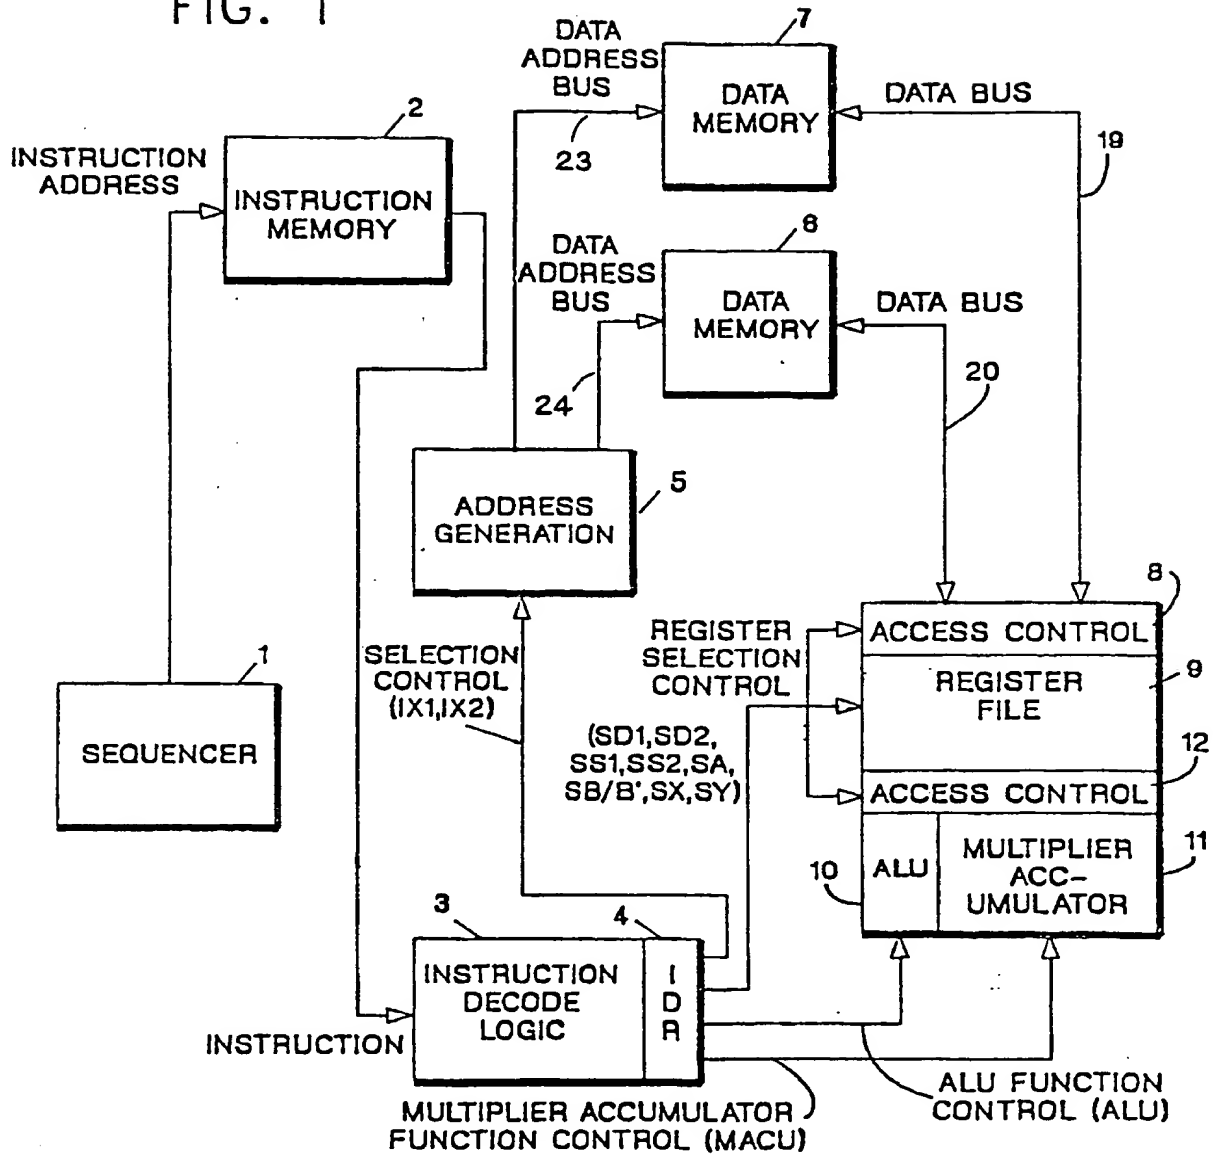 FIG. 1
DATA
ADDRESS
BUS
7
DATA
MEMORY
DATA BUS
23
19
2
INSTRUCTION
ADDRESS
INSTRUCTION
MEMORY
DATA
ADDRESS
BUS
6
DATA
MEMORY
DATA BUS
24
20
ADDRESS
GENERATION
5
1
SEQUENCER
SELECTION
CONTROL
(IX1,IX2)
REGISTER
SELECTION
CONTROL
(SD1,SD2,
SS1,SS2,SA,
SB/B',SX,SY)
8
ACCESS CONTROL
REGISTER
FILE
9
12
ACCESS CONTROL
10
ALU
MULTIPLIER
ACC-
UMULATOR
11
3
4
INSTRUCTION
DECODE
LOGIC
I
D
R
INSTRUCTION
MULTIPLIER ACCUMULATOR
FUNCTION CONTROL (MACU)
ALU FUNCTION
CONTROL (ALU)